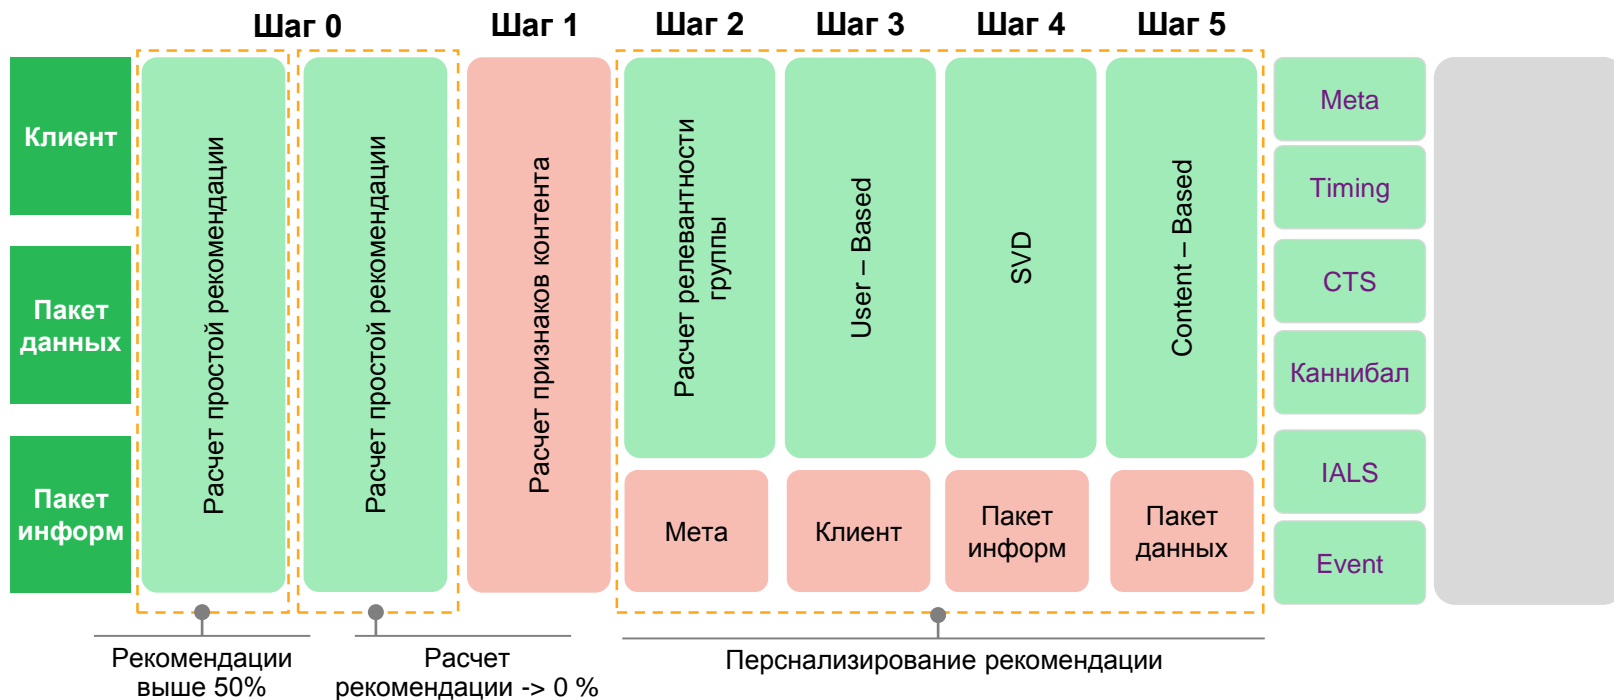 Шаг 0
Шаг 1
Шаг 2
Шаг 3
Шаг 4
Шаг 5
Клиент
Пакет
данных
Пакет
информ
Расчет простой рекомендации
Расчет простой рекомендации
Расчет признаков контента
Расчет релевантности
группы
User – Based
SVD
Content – Based
Мета
Клиент
Пакет
информ
Пакет
данных
Meta
Timing
CTS
Каннибал
IALS
Event
Рекомендации
выше 50%
Расчет
рекомендации -> 0 %
Перснализирование рекомендации